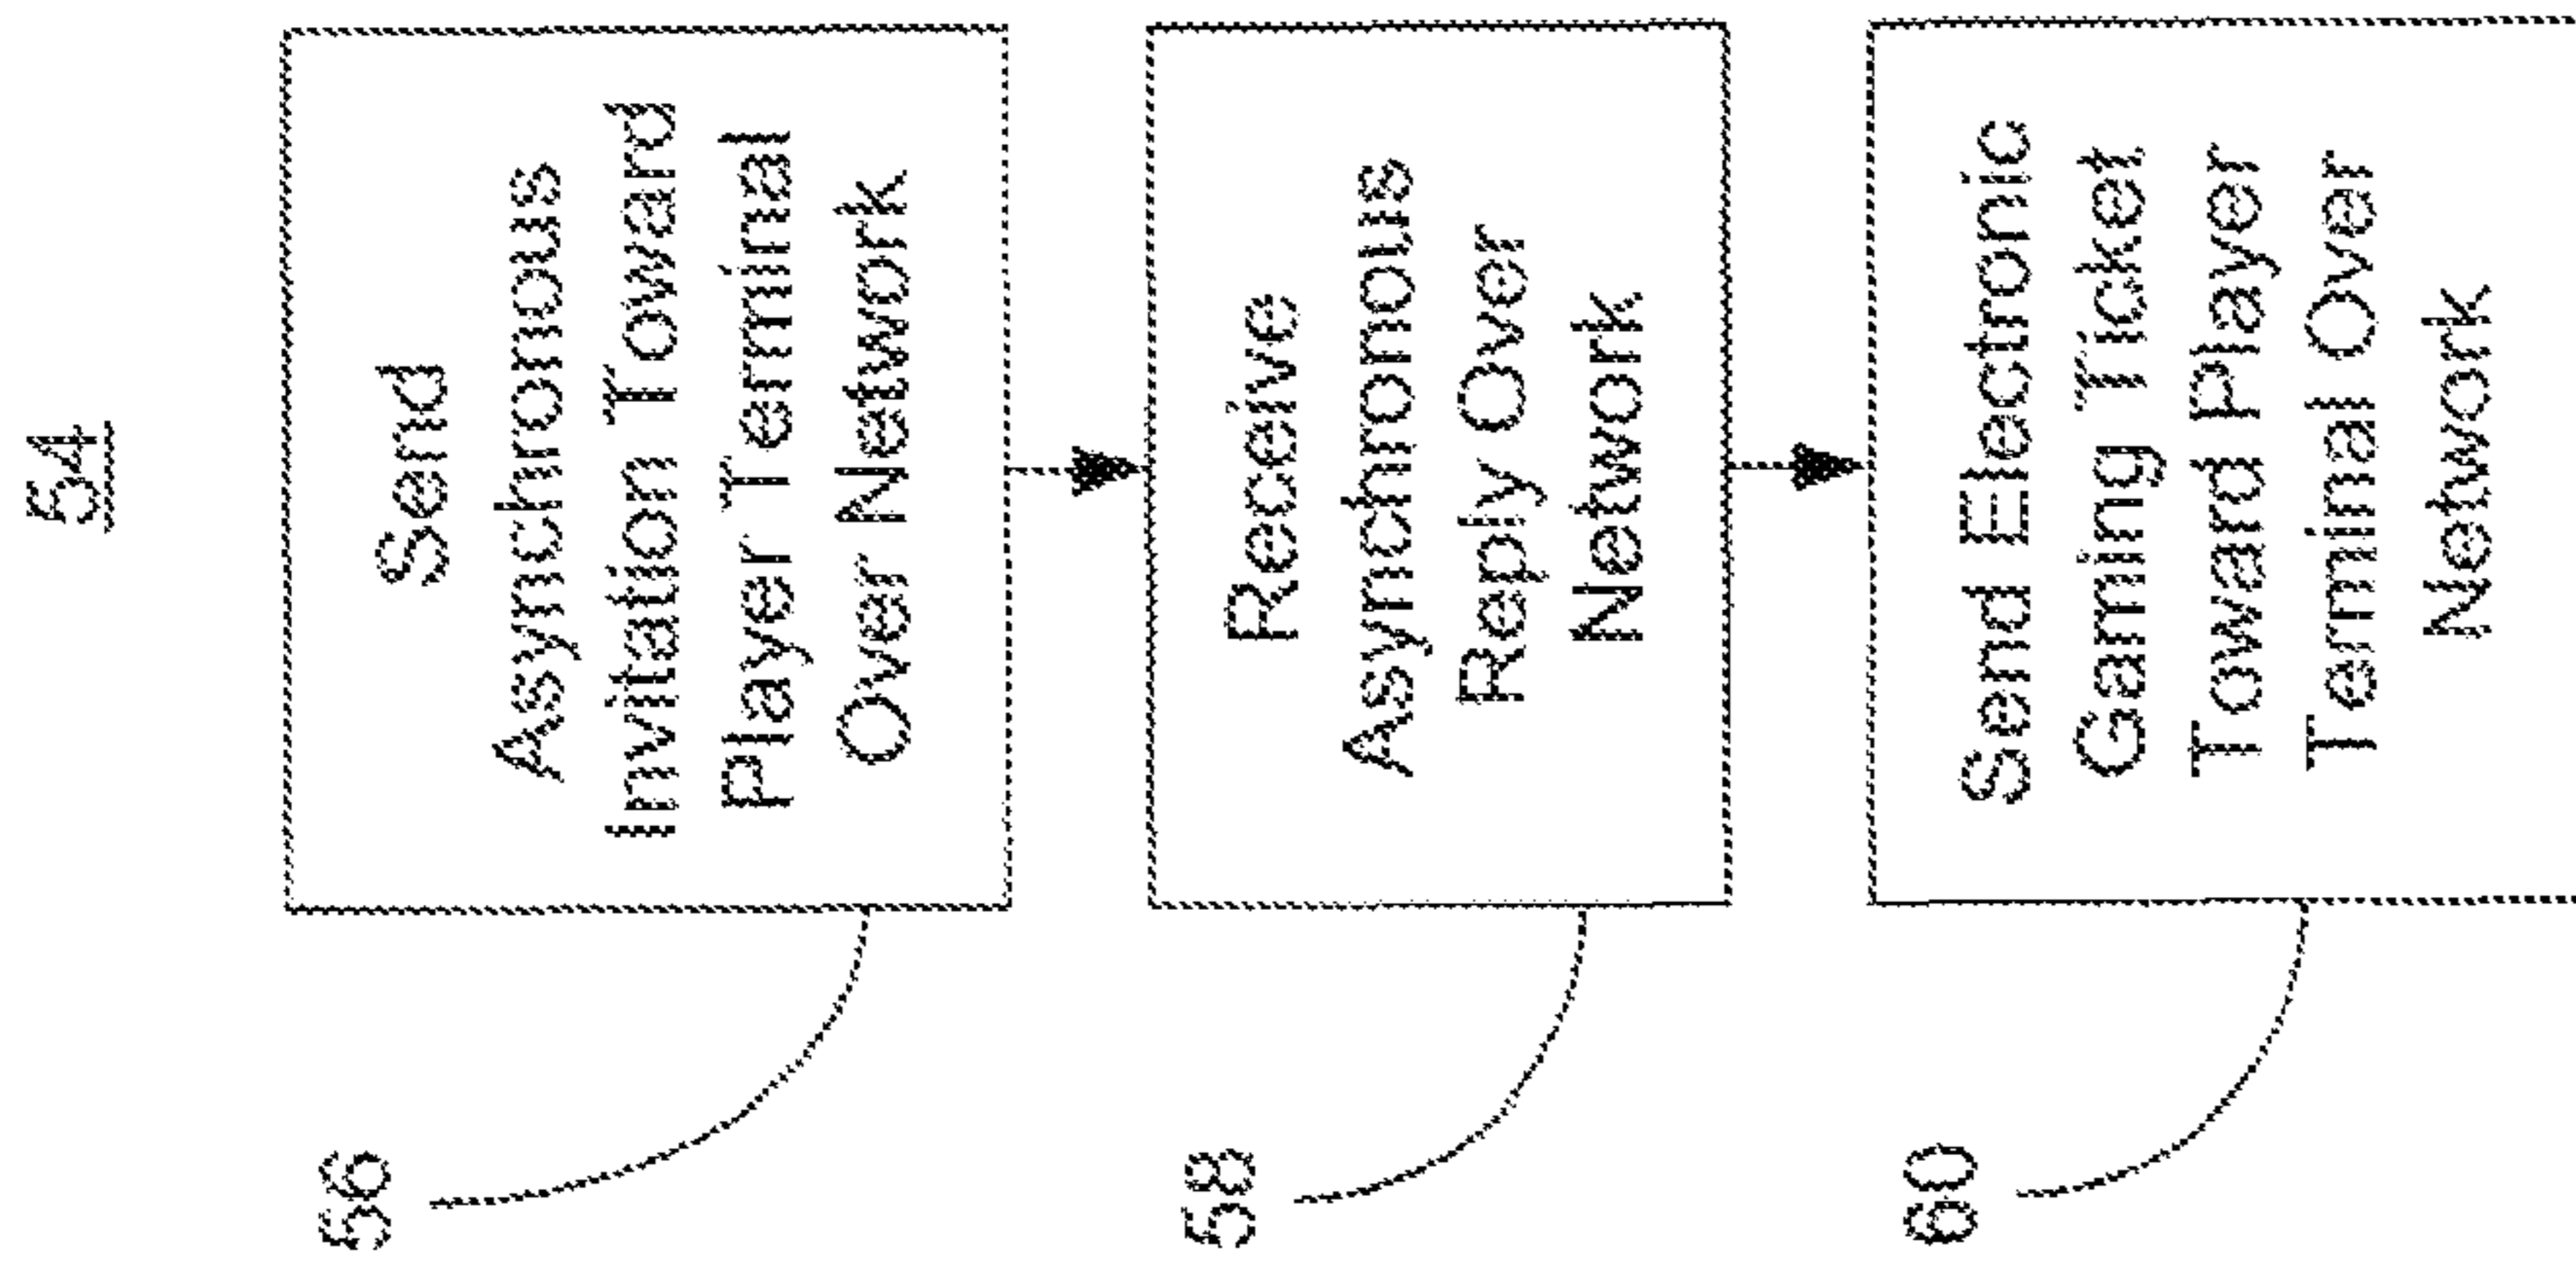 54
56
Send
Asynchronous
Invitation Toward
Player Terminal
Over Network
58
Receive
Asynchronous
Reply Over
Network
60
Send Electronic
Gaming Ticket
Toward Player
Terminal Over
Network